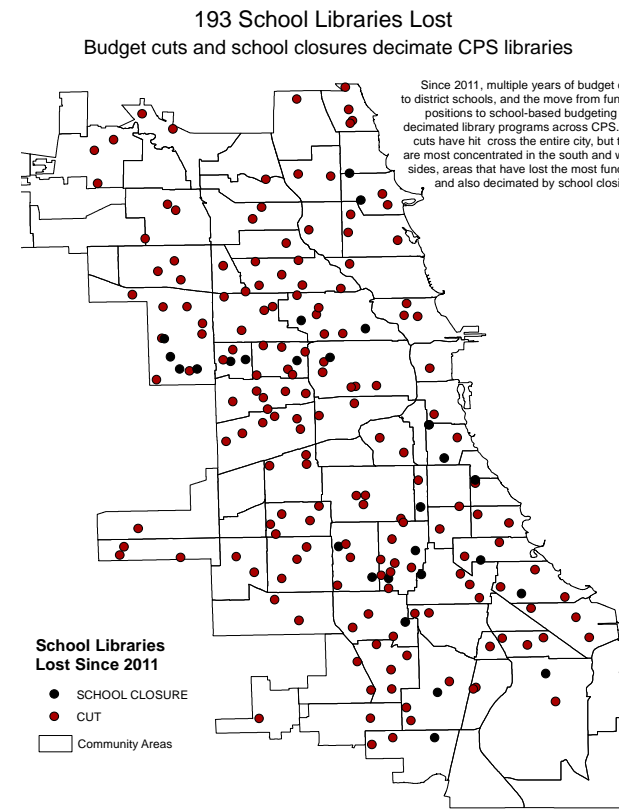 193 School Libraries Lost
Budget cuts and school closures decimate CPS libraries
Since 2011, multiple years of budget
to district schools, and the move from
positions to school-based budgeting
decimated library programs across CPS.
cuts have hit  cross the entire city, but
are most concentrated in the south and
sides, areas that have lost the most
and also decimated by school
School Libraries
Lost Since 2011
SCHOOL CLOSURE
CUT
Community Areas